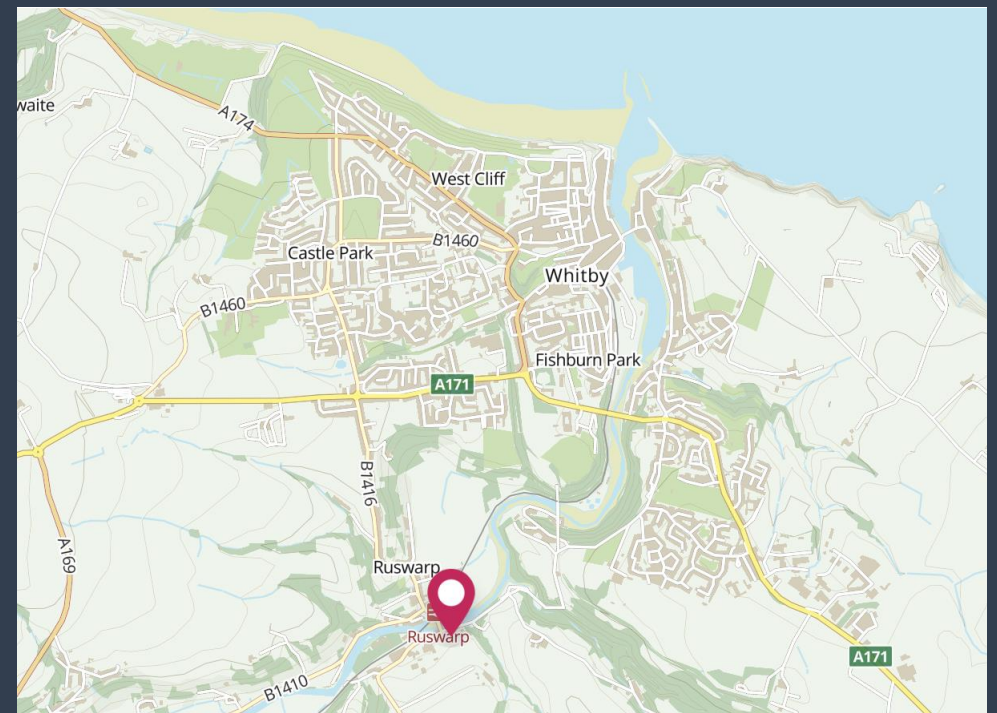 waite
A174
West Cliff
B1460
Castle Park
Whitby
B1460
Fishburn Park
A171
B1416
A169
Ruswarp
Ruswarp
A171
B1410